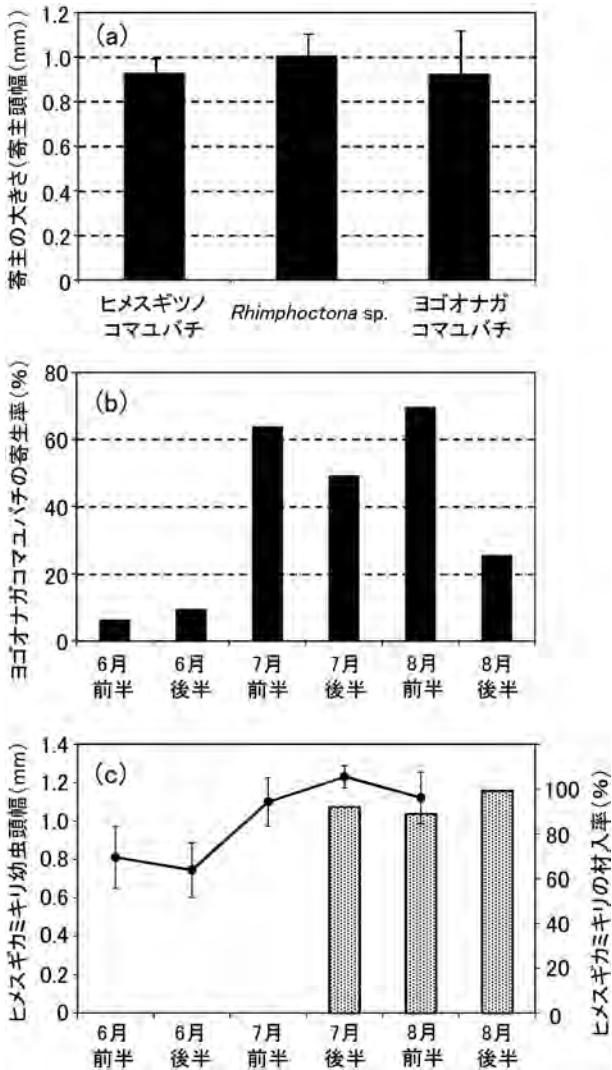 (a)
寄主の大きさ(寄主頭幅(mm))
1.2
1.0
0.8
0.6
0.4
0.2
0
ヒメスギツノ
コマユバチ
Rhimphoctona sp.
ヨゴオナガ
コマユバチ
(b)
ヨゴオナガコマユバチの寄生率(%)
80
60
40
20
0
6月
前半
6月
後半
7月
前半
7月
後半
8月
前半
8月
後半
(c)
ヒメスギカミキリ幼虫頭幅(mm)
1.4
1.2
1.0
0.8
0.6
0.4
0.2
0
ヒメスギカミキリの材入率(%)
100
80
60
40
20
0
6月
前半
6月
後半
7月
前半
7月
後半
8月
前半
8月
後半